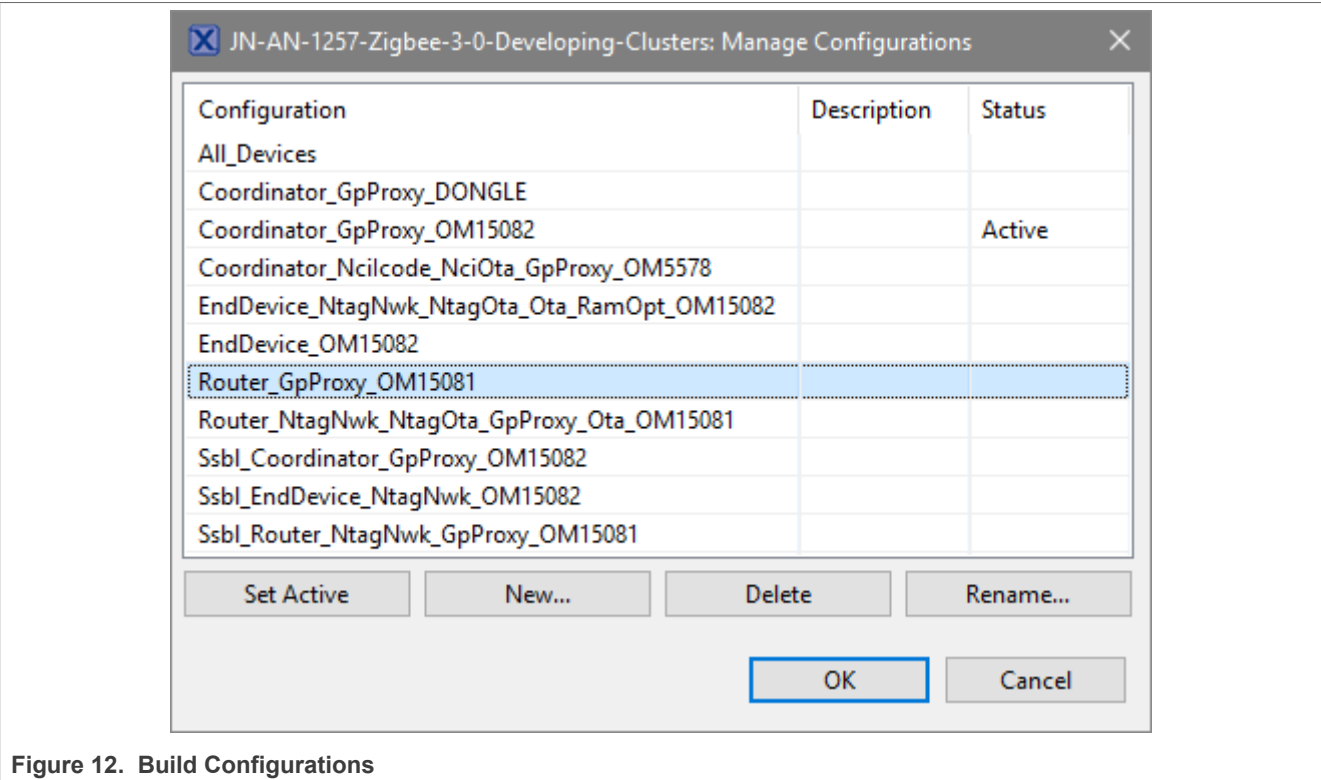 JN-AN-1257-Zigbee-3-0-Developing-Clusters: Manage Configurations
Configuration Description Status
All_Devices
Coordinator_GpProxy_DONGLE
Coordinator_GpProxy_OM15082 Active
Coordinator_NciIcode_NciOta_GpProxy_OM5578
EndDevice_NtagNwk_NtagOta_Ota_RamOpt_OM15082
EndDevice_OM15082
Router_GpProxy_OM15081
Router_NtagNwk_NtagOta_GpProxy_Ota_OM15081
Ssbl_Coordinator_GpProxy_OM15082
Ssbl_EndDevice_NtagNwk_OM15082
Ssbl_Router_NtagNwk_GpProxy_OM15081
Set Active New... Delete Rename...
OK Cancel
Figure 12. Build Configurations